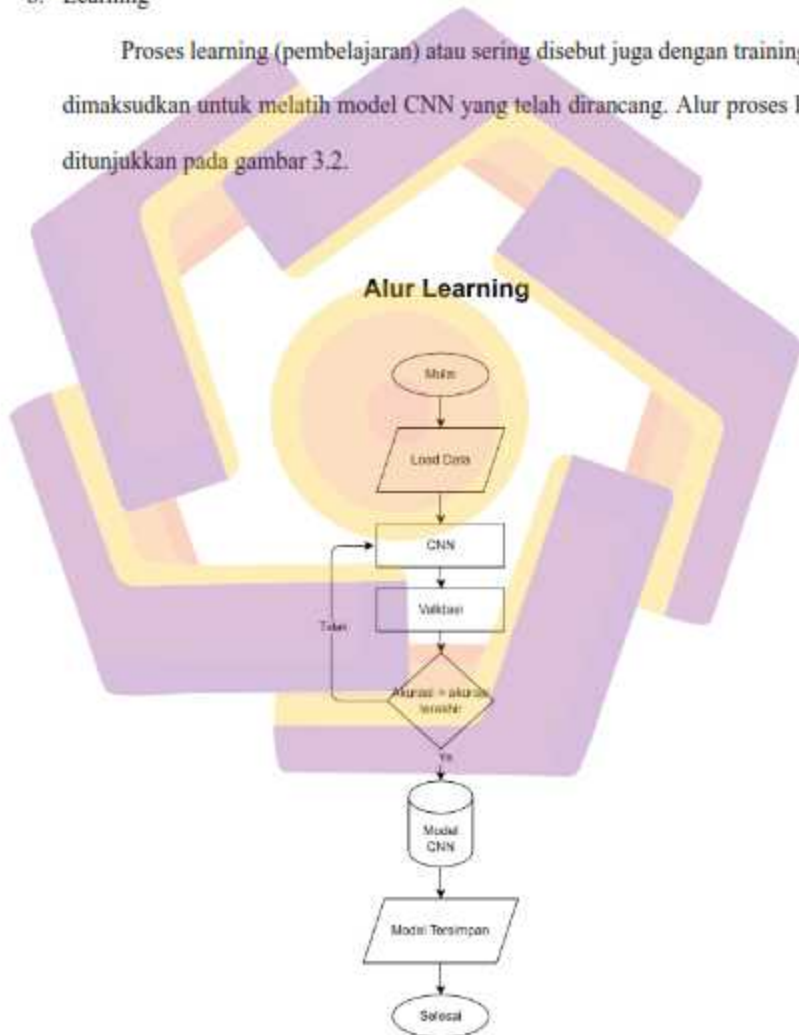 Learning
Proses learning (pembelajaran) atau sering disebut juga dengan training
dimaksudkan untuk melatih model CNN yang telah dirancang. Alur proses
ditunjukkan pada gambar 3.2.
Alur Learning
Mulai
Load Data
CNN
Validasi
Tidak
Akurasi > akurasi
terakhir
Ya
Model
CNN
Model Tersimpan
Selesai